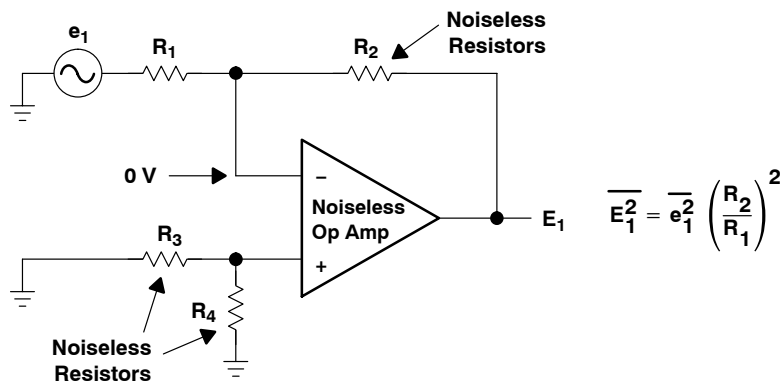 Noiseless
Resistors
e₁
R₁
R₂
0 V
−
Noiseless
Op Amp
+
E₁
E₁² = e₁² (R₂/R₁)²
R₃
R₄
Noiseless
Resistors